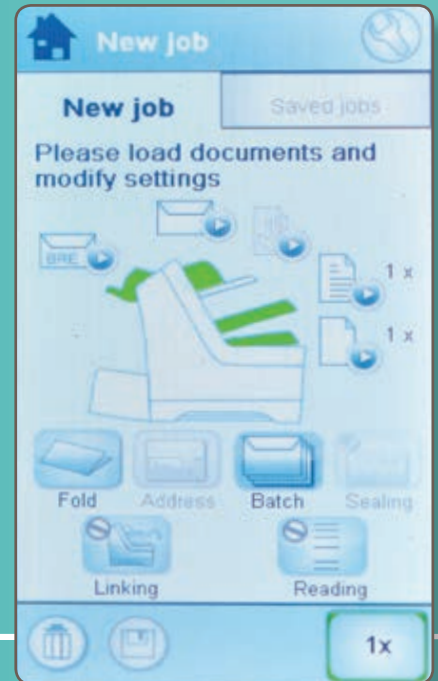 New job
New job
Saved jobs
Please load documents and
modify settings
BRE
1 x
1 x
Fold
Address
Batch
Sealing
Linking
Reading
1x